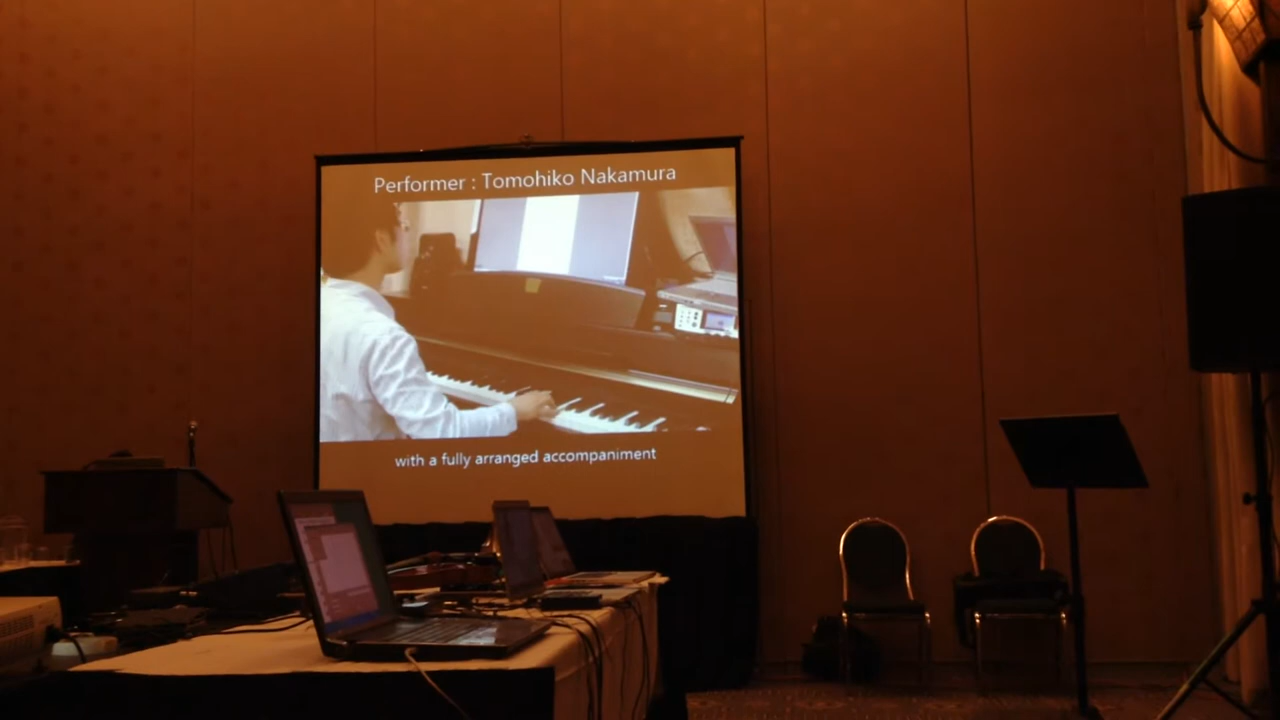 Performer : Tomohiko Nakamura
with a fully arranged accompaniment